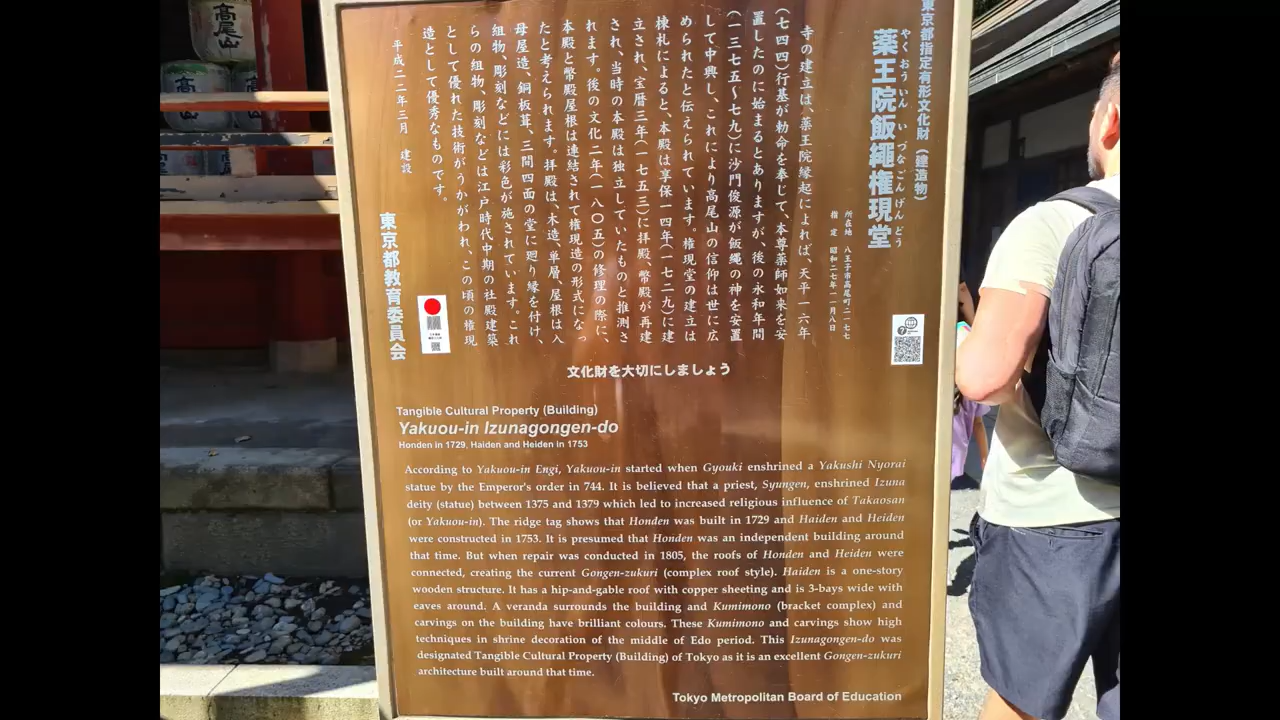 東京都指定有形文化財(建造物)
やくおういん いづなごんげんどう
薬王院飯縄権現堂
所在地 八王子市高尾町二一七七
指定 昭和二七年一一月八日
寺の建立は、薬王院縁起によれば、天平一六年
(七四四)行基が勅命を奉じて、本尊薬師如来を安
置したのに始まるとありますが、後の永和年間
(一三七五~七九)に沙門俊源が飯縄の神を安置
して中興し、これにより高尾山の信仰は世に広
められたと伝えられています。権現堂の建立は
棟札によると、本殿は享保一四年(一七二九)に建
立され、宝暦三年(一七五三)に拝殿、幣殿が再建
され、当時の本殿は独立していたものと推測さ
れます。後の文化二年(一八〇五)の修理の際に、
本殿と幣殿屋根は連結されて権現造の形式になっ
たと考えられます。拝殿は、木造、単層、屋根は入
母屋造、銅板葺、三間四面の堂に廻り縁を付け、
組物、彫刻などには彩色が施されています。これ
らの組物、彫刻などは江戸時代中期の社殿建築
として優れた技術がうかがわれ、この頃の権現
造として優秀なものです。
平成二二年三月 建設
東京都教育委員会
文化財を大切にしましょう
Tangible Cultural Property (Building)
Yakuou-in Izunagongen-do
Honden in 1729, Haiden and Heiden in 1753
According to Yakuou-in Engi, Yakuou-in started when Gyouki enshrined a Yakushi Nyorai
statue by the Emperor's order in 744. It is believed that a priest, Syungen, enshrined Izuna
deity (statue) between 1375 and 1379 which led to increased religious influence of Takaosan
(or Yakuou-in). The ridge tag shows that Honden was built in 1729 and Haiden and Heiden
were constructed in 1753. It is presumed that Honden was an independent building around
that time. But when repair was conducted in 1805, the roofs of Honden and Heiden were
connected, creating the current Gongen-zukuri (complex roof style). Haiden is a one-story
wooden structure. It has a hip-and-gable roof with copper sheeting and is 3-bays wide with
eaves around. A veranda surrounds the building and Kumimono (bracket complex) and
carvings on the building have brilliant colours. These Kumimono and carvings show high
techniques in shrine decoration of the middle of Edo period. This Izunagongen-do was
designated Tangible Cultural Property (Building) of Tokyo as it is an excellent Gongen-zukuri
architecture built around that time.
Tokyo Metropolitan Board of Education
高尾山
高
高